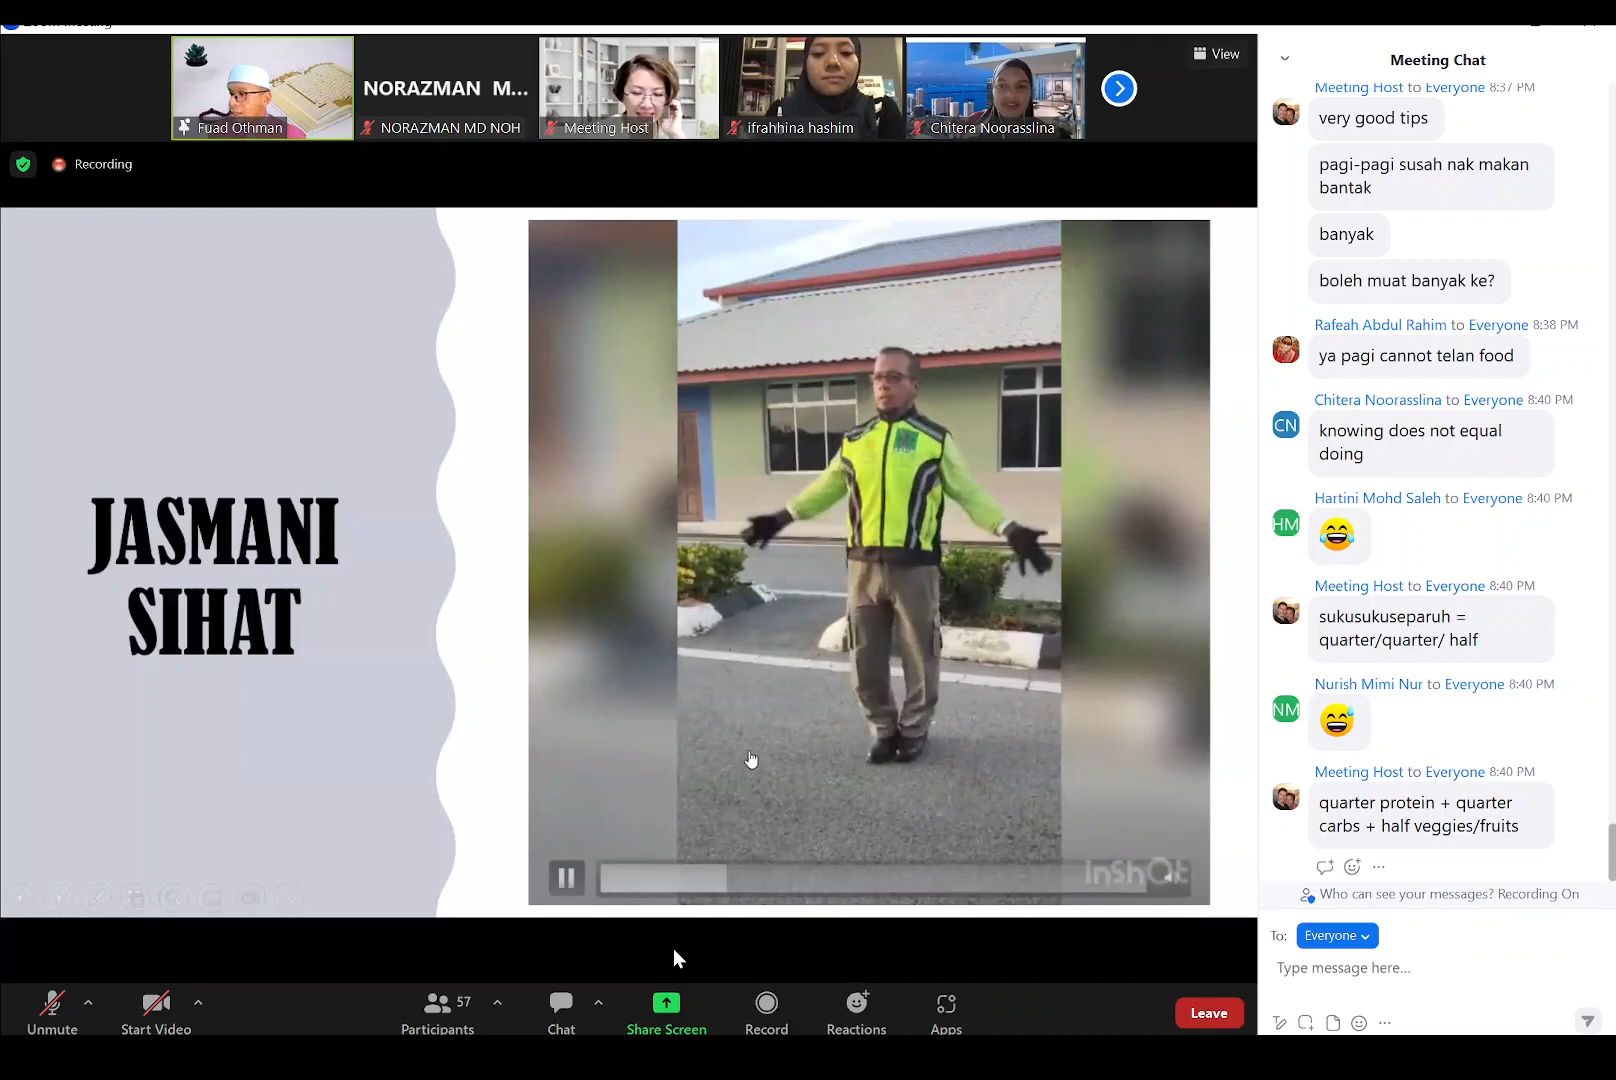 View
NORAZMAN M...
Fuad Othman
NORAZMAN MD NOH
Meeting Host
ifrahhina hashim
Chitera Noorasslina
Recording
JASMANI
SIHAT
InShOt
Meeting Chat
Meeting Host to Everyone 8:37 PM
very good tips
pagi-pagi susah nak makan
bantak
banyak
boleh muat banyak ke?
Rafeah Abdul Rahim to Everyone 8:38 PM
ya pagi cannot telan food
Chitera Noorasslina to Everyone 8:40 PM
CN
knowing does not equal
doing
Hartini Mohd Saleh to Everyone 8:40 PM
HM
Meeting Host to Everyone 8:40 PM
sukusukuseparuh =
quarter/quarter/ half
Nurish Mimi Nur to Everyone 8:40 PM
NM
Meeting Host to Everyone 8:40 PM
quarter protein + quarter
carbs + half veggies/fruits
Who can see your messages? Recording On
To: Everyone
Type message here...
Unmute
Start Video
57
Participants
Chat
Share Screen
Record
Reactions
Apps
Leave